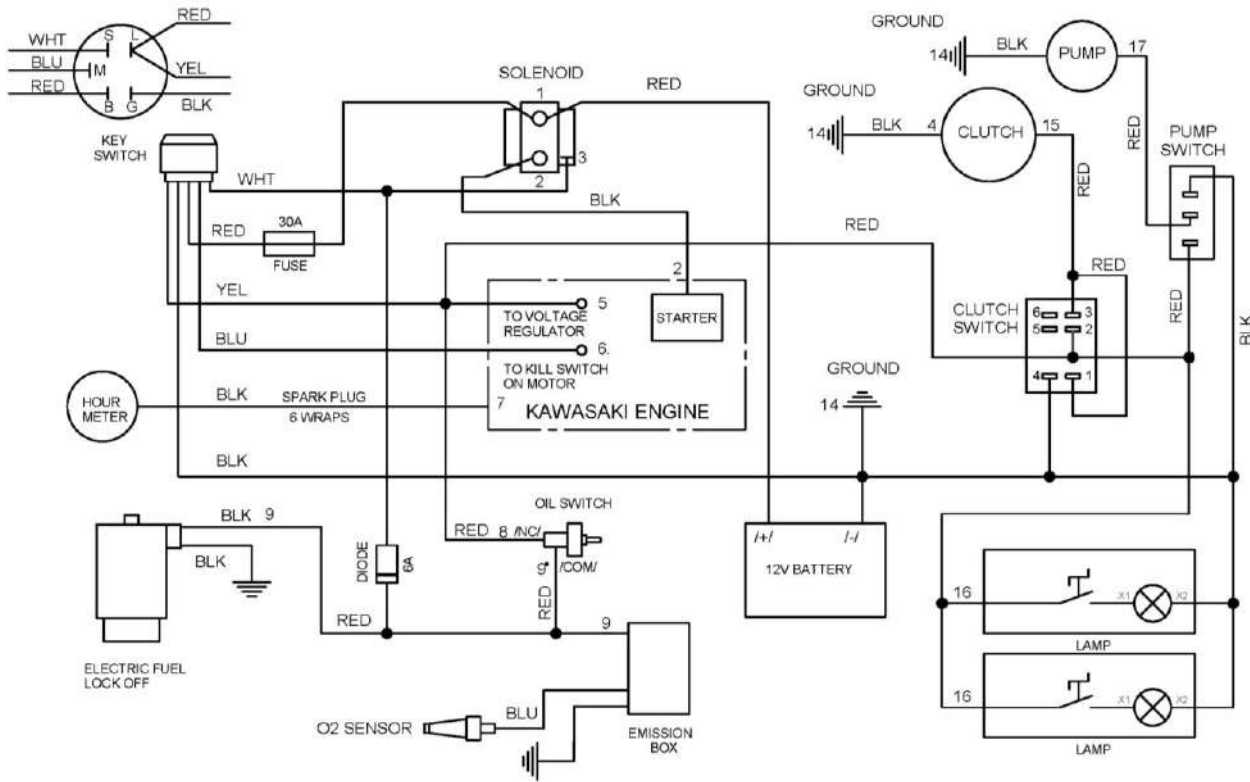 RED
WHT
S L
BLU
M
YEL
RED
B G
BLK
KEY
SWITCH
SOLENOID
1
RED
2
3
WHT
BLK
RED
30A
FUSE
YEL
5
TO VOLTAGE
REGULATOR
BLU
6.
TO KILL SWITCH
ON MOTOR
2
STARTER
KAWASAKI ENGINE
7
HOUR
METER
BLK
SPARK PLUG
6 WRAPS
BLK
GROUND
14
BLK
PUMP
17
GROUND
14
BLK
4
CLUTCH
15
RED
RED
PUMP
SWITCH
RED
RED
CLUTCH
SWITCH
6 3
5 2
4 1
RED
BLK
GROUND
14
/+/
/-/
12V BATTERY
BLK 9
BLK
ELECTRIC FUEL
LOCK OFF
DIODE
6A
RED
OIL SWITCH
RED 8 /NC/
9* /COM/
RED
9
O2 SENSOR
BLU
EMISSION
BOX
16
X1
X2
LAMP
16
X1
X2
LAMP